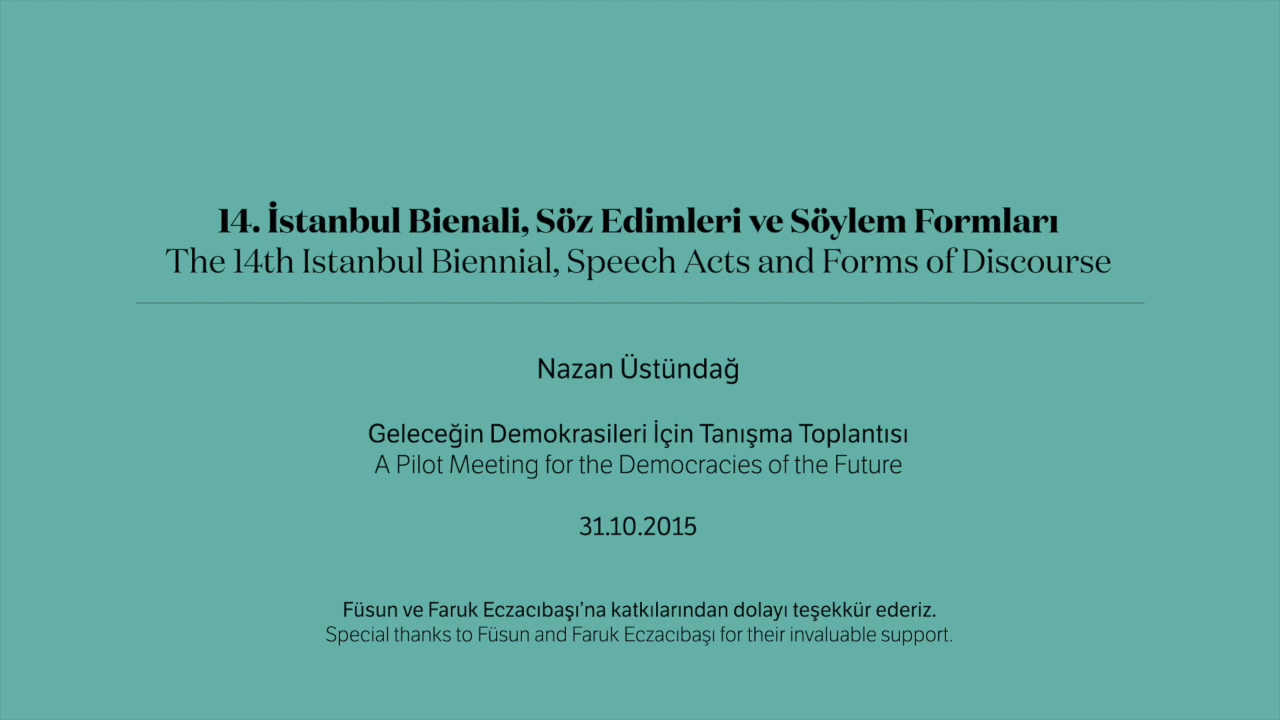 14. İstanbul Bienali, Söz Edimleri ve Söylem Formları
The 14th Istanbul Biennial, Speech Acts and Forms of Discourse
Nazan Üstündağ
Geleceğin Demokrasileri İçin Tanışma Toplantısı
A Pilot Meeting for the Democracies of the Future
31.10.2015
Füsun ve Faruk Eczacıbaşı’na katkılarından dolayı teşekkür ederiz.
Special thanks to Füsun and Faruk Eczacıbaşı for their invaluable support.